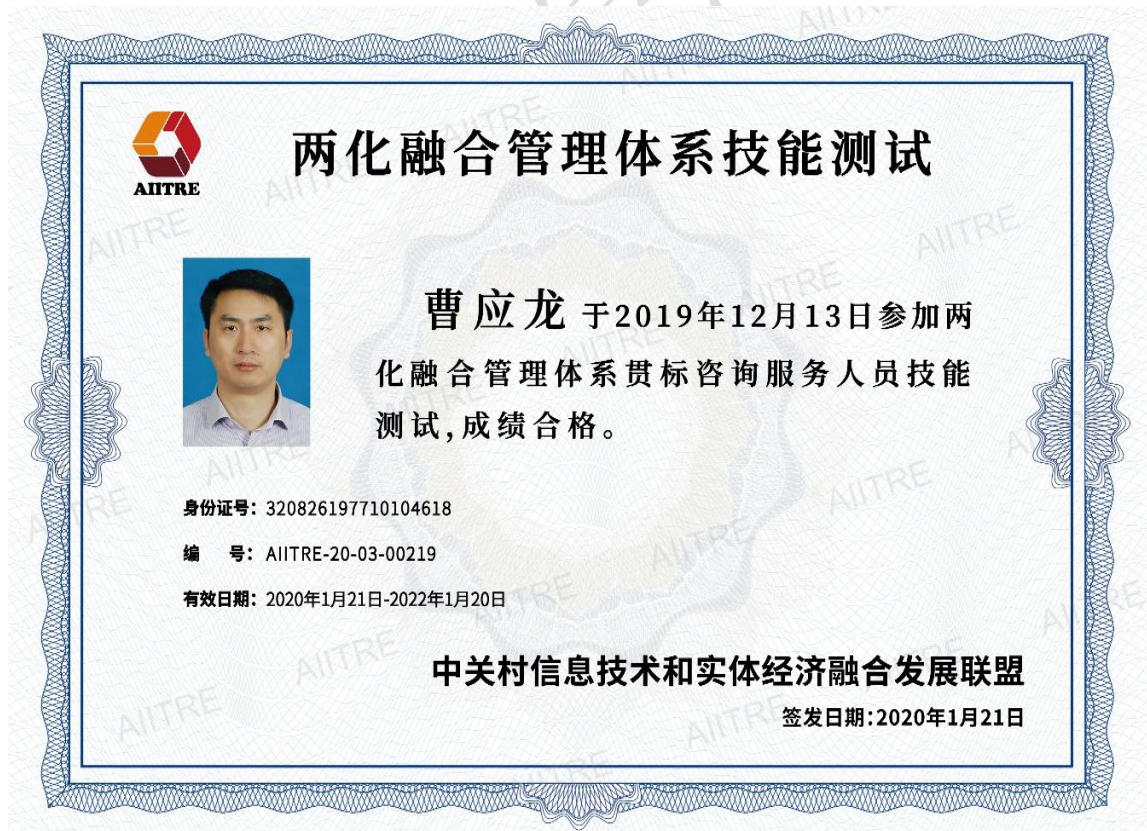 AIITRE
两化融合管理体系技能测试
曹应龙 于2019年12月13日参加两
化融合管理体系贯标咨询服务人员技能
测试,成绩合格。
身份证号：320826197710104618
编 号：AIITRE-20-03-00219
有效日期：2020年1月21日-2022年1月20日
中关村信息技术和实体经济融合发展联盟
签发日期:2020年1月21日